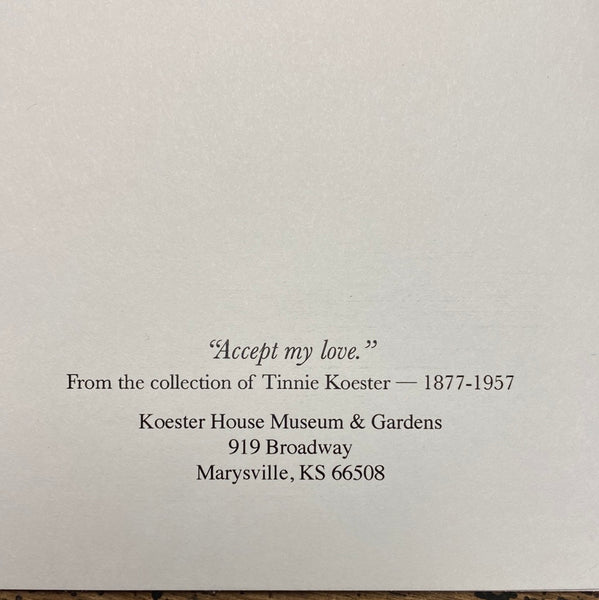 “Accept my love.”
From the collection of Tinnie Koester — 1877-1957
Koester House Museum & Gardens
919 Broadway
Marysville, KS 66508